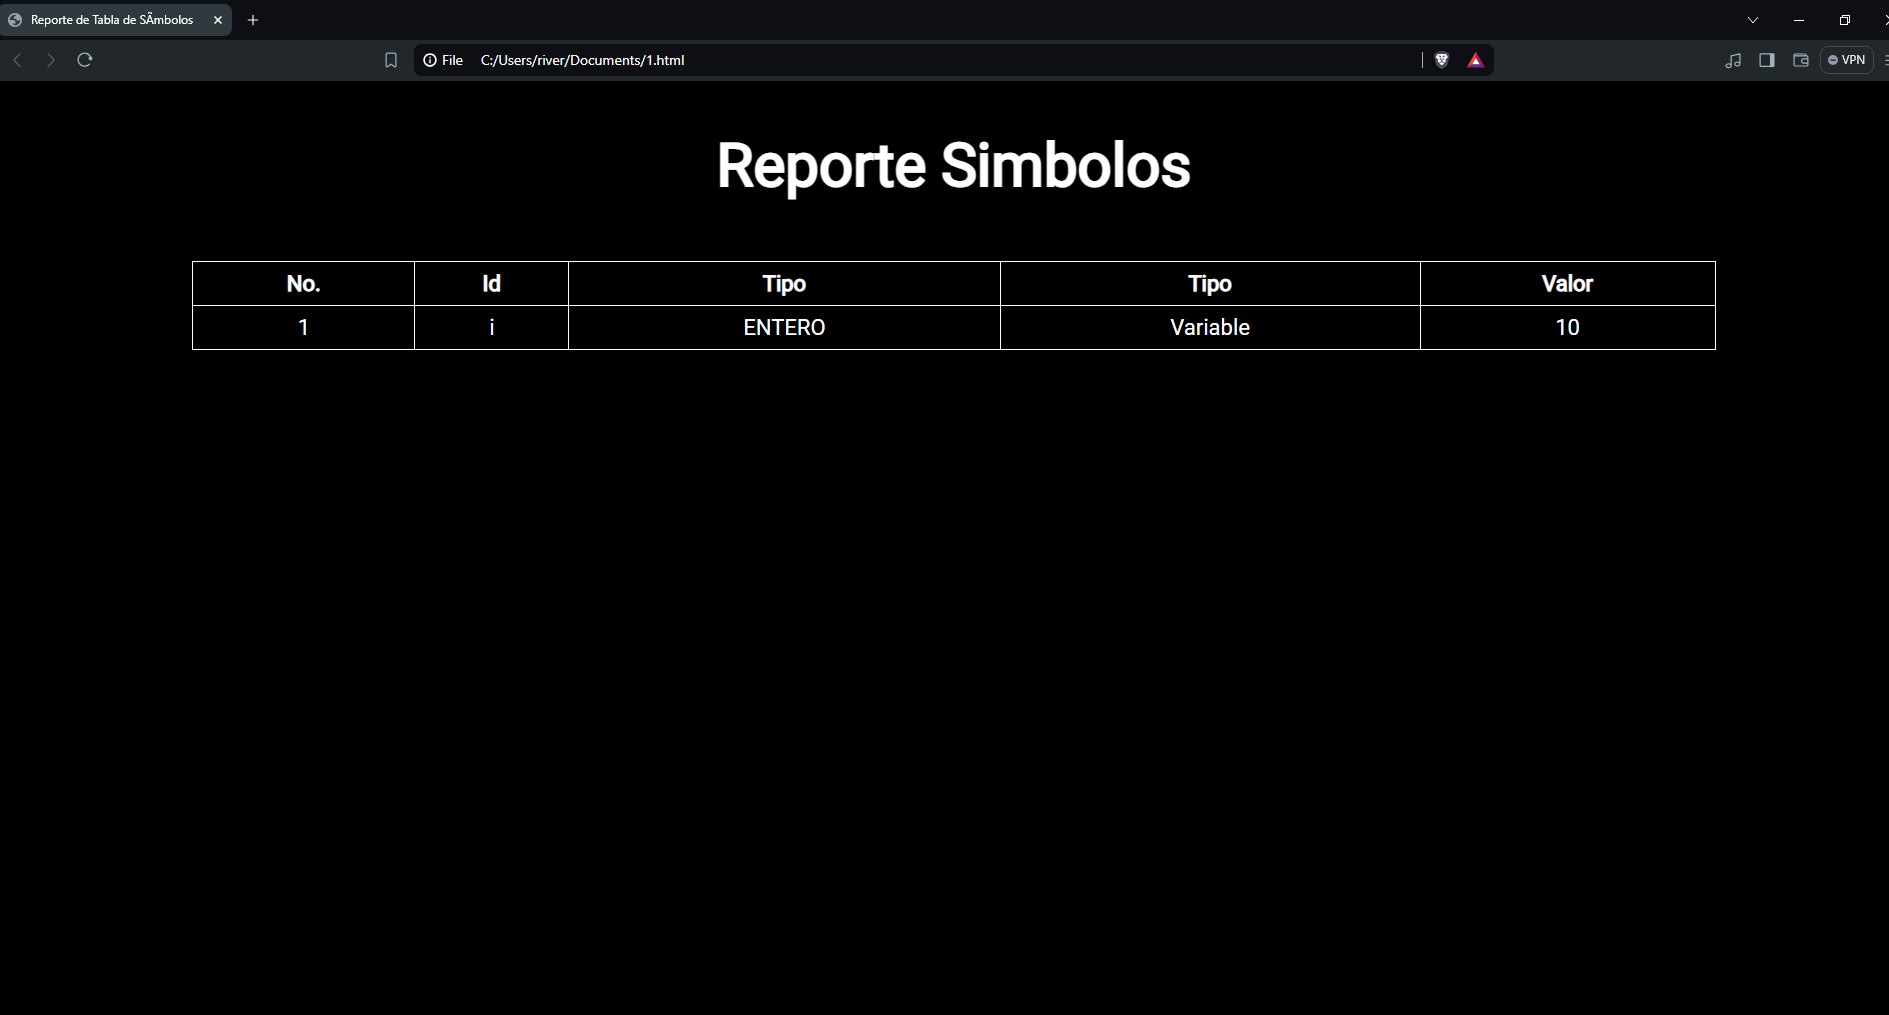 Reporte de Tabla de SÃmbolos
File C:/Users/river/Documents/1.html
VPN
Reporte Simbolos
No. Id Tipo Tipo Valor
1 i ENTERO Variable 10